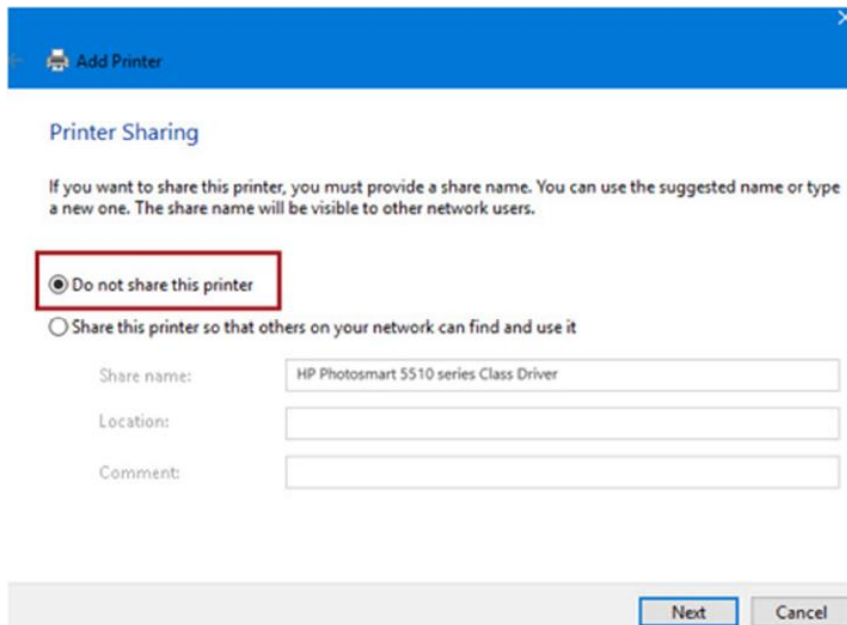 Add Printer
Printer Sharing
If you want to share this printer, you must provide a share name. You can use the suggested name or type
a new one. The share name will be visible to other network users.
Do not share this printer
Share this printer so that others on your network can find and use it
Share name: HP Photosmart 5510 series Class Driver
Location:
Comment:
Next Cancel